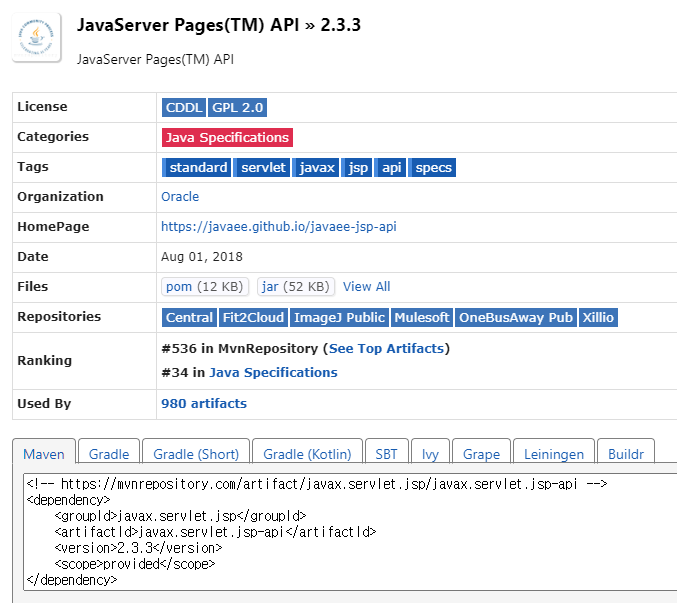 JavaServer Pages(TM) API » 2.3.3
JavaServer Pages(TM) API
License CDDL GPL 2.0
Categories Java Specifications
Tags standard servlet javax jsp api specs
Organization Oracle
HomePage https://javaee.github.io/javaee-jsp-api
Date Aug 01, 2018
Files pom (12 KB) jar (52 KB) View All
Repositories Central Fit2Cloud ImageJ Public Mulesoft OneBusAway Pub Xillio
Ranking #536 in MvnRepository (See Top Artifacts)
#34 in Java Specifications
Used By 980 artifacts
Maven Gradle Gradle (Short) Gradle (Kotlin) SBT Ivy Grape Leiningen Buildr
<!-- https://mvnrepository.com/artifact/javax.servlet.jsp/javax.servlet.jsp-api -->
<dependency>
    <groupId>javax.servlet.jsp</groupId>
    <artifactId>javax.servlet.jsp-api</artifactId>
    <version>2.3.3</version>
    <scope>provided</scope>
</dependency>